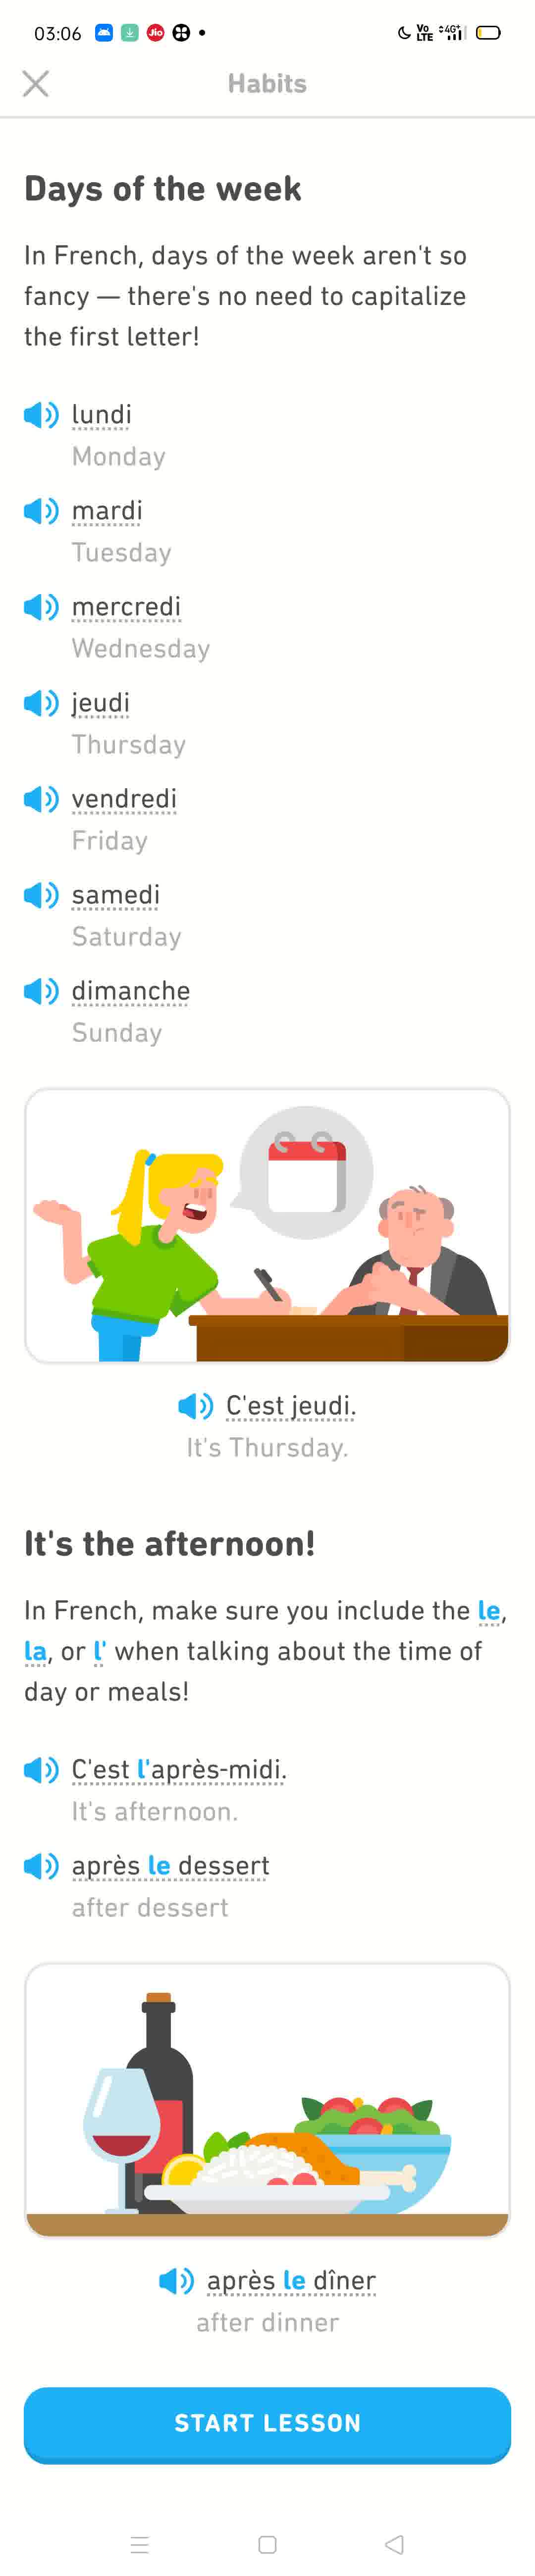 03:06 Jio Vo LTE 4G+
Habits
Days of the week
In French, days of the week aren't so
fancy — there's no need to capitalize
the first letter!
lundi
Monday
mardi
Tuesday
mercredi
Wednesday
jeudi
Thursday
vendredi
Friday
samedi
Saturday
dimanche
Sunday
C'est jeudi.
It's Thursday.
It's the afternoon!
In French, make sure you include the le,
la, or l' when talking about the time of
day or meals!
C'est l'après-midi.
It's afternoon.
après le dessert
after dessert
après le dîner
after dinner
START LESSON